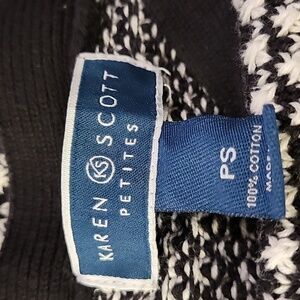 KAREN KS SCOTT
PETITES
PS
100% COTTON